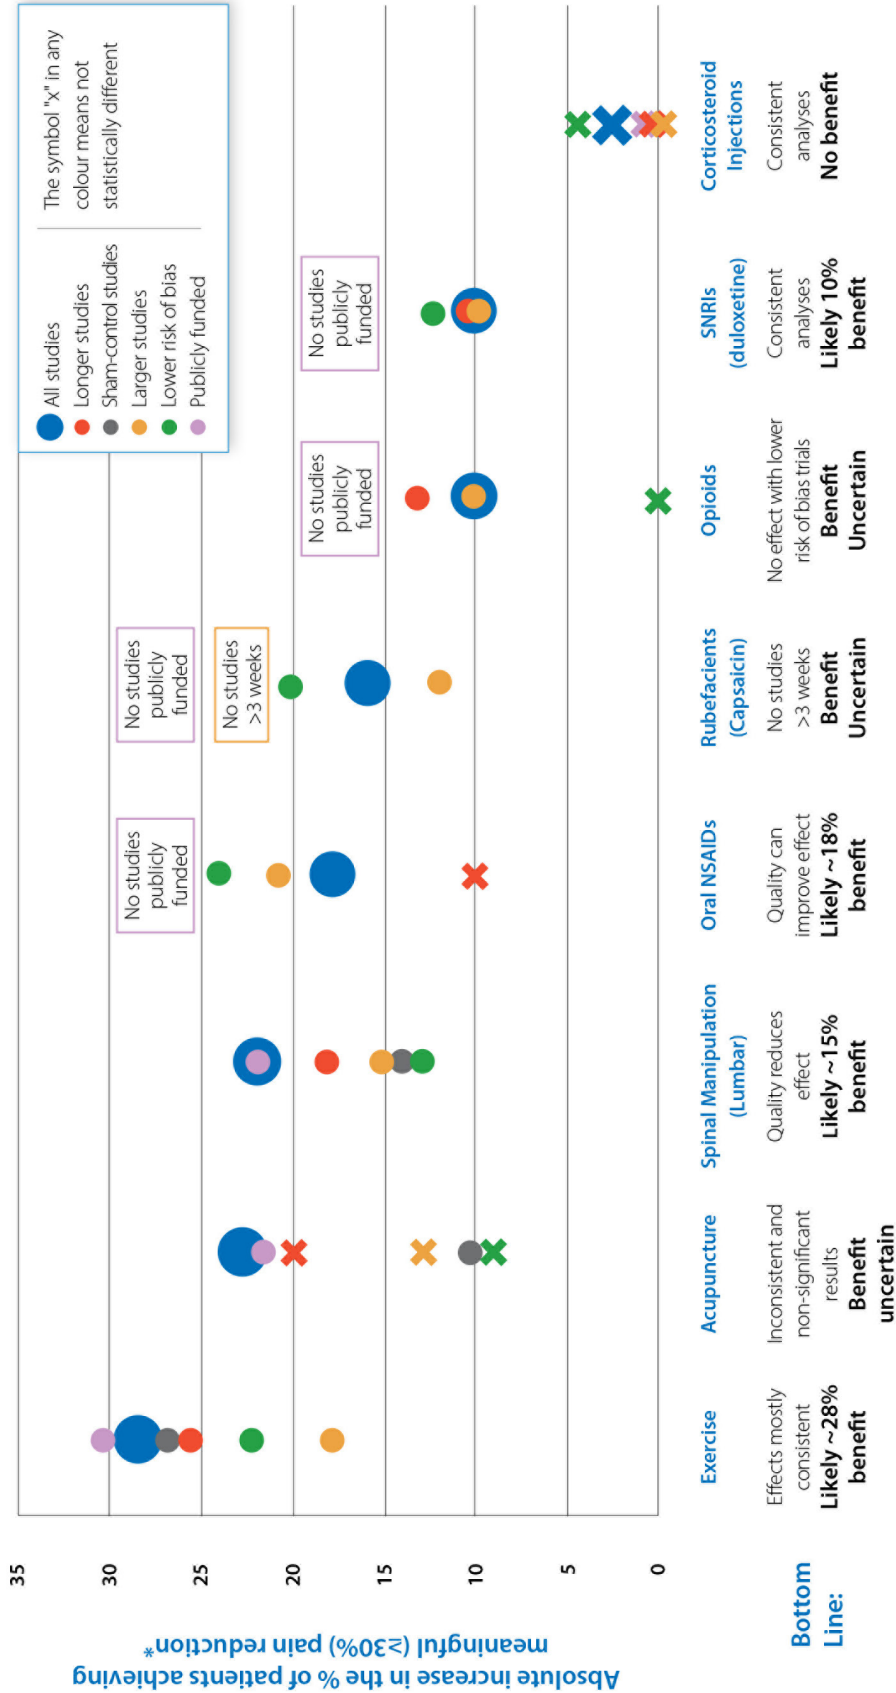 All studies
Longer studies
Sham-control studies
Larger studies
Lower risk of bias
Publicly funded
The symbol "x" in any
colour means not
statistically different
Absolute increase in the % of patients achieving
meaningful (≥30%) pain reduction*
35
30
25
20
15
10
5
0
No studies
publicly
funded
No studies
publicly
funded
No studies
>3 weeks
No studies
publicly
funded
No studies
publicly
funded
Bottom
Line:
Exercise
Effects mostly
consistent
Likely ~28%
benefit
Acupuncture
Inconsistent and
non-significant
results
Benefit
uncertain
Spinal Manipulation
(Lumbar)
Quality reduces
effect
Likely ~15%
benefit
Oral NSAIDs
Quality can
improve effect
Likely ~18%
benefit
Rubefacients
(Capsaicin)
No studies
>3 weeks
Benefit
Uncertain
Opioids
No effect with lower
risk of bias trials
Benefit
Uncertain
SNRIs
(duloxetine)
Consistent
analyses
Likely 10%
benefit
Corticosteroid
Injections
Consistent
analyses
No benefit